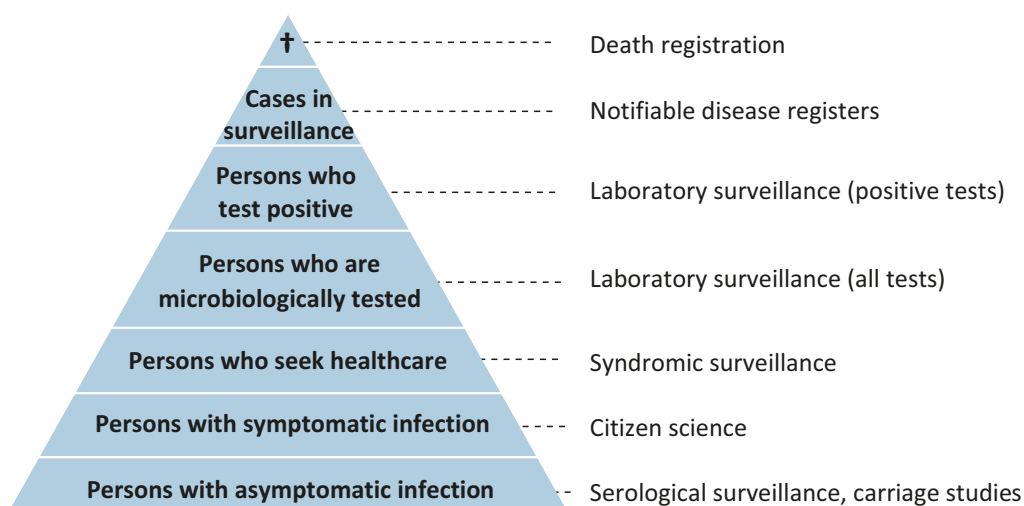 † Death registration
Cases in
surveillance
Notifiable disease registers
Persons who
test positive
Laboratory surveillance (positive tests)
Persons who are
microbiologically tested
Laboratory surveillance (all tests)
Persons who seek healthcare
Syndromic surveillance
Persons with symptomatic infection
Citizen science
Persons with asymptomatic infection
Serological surveillance, carriage studies